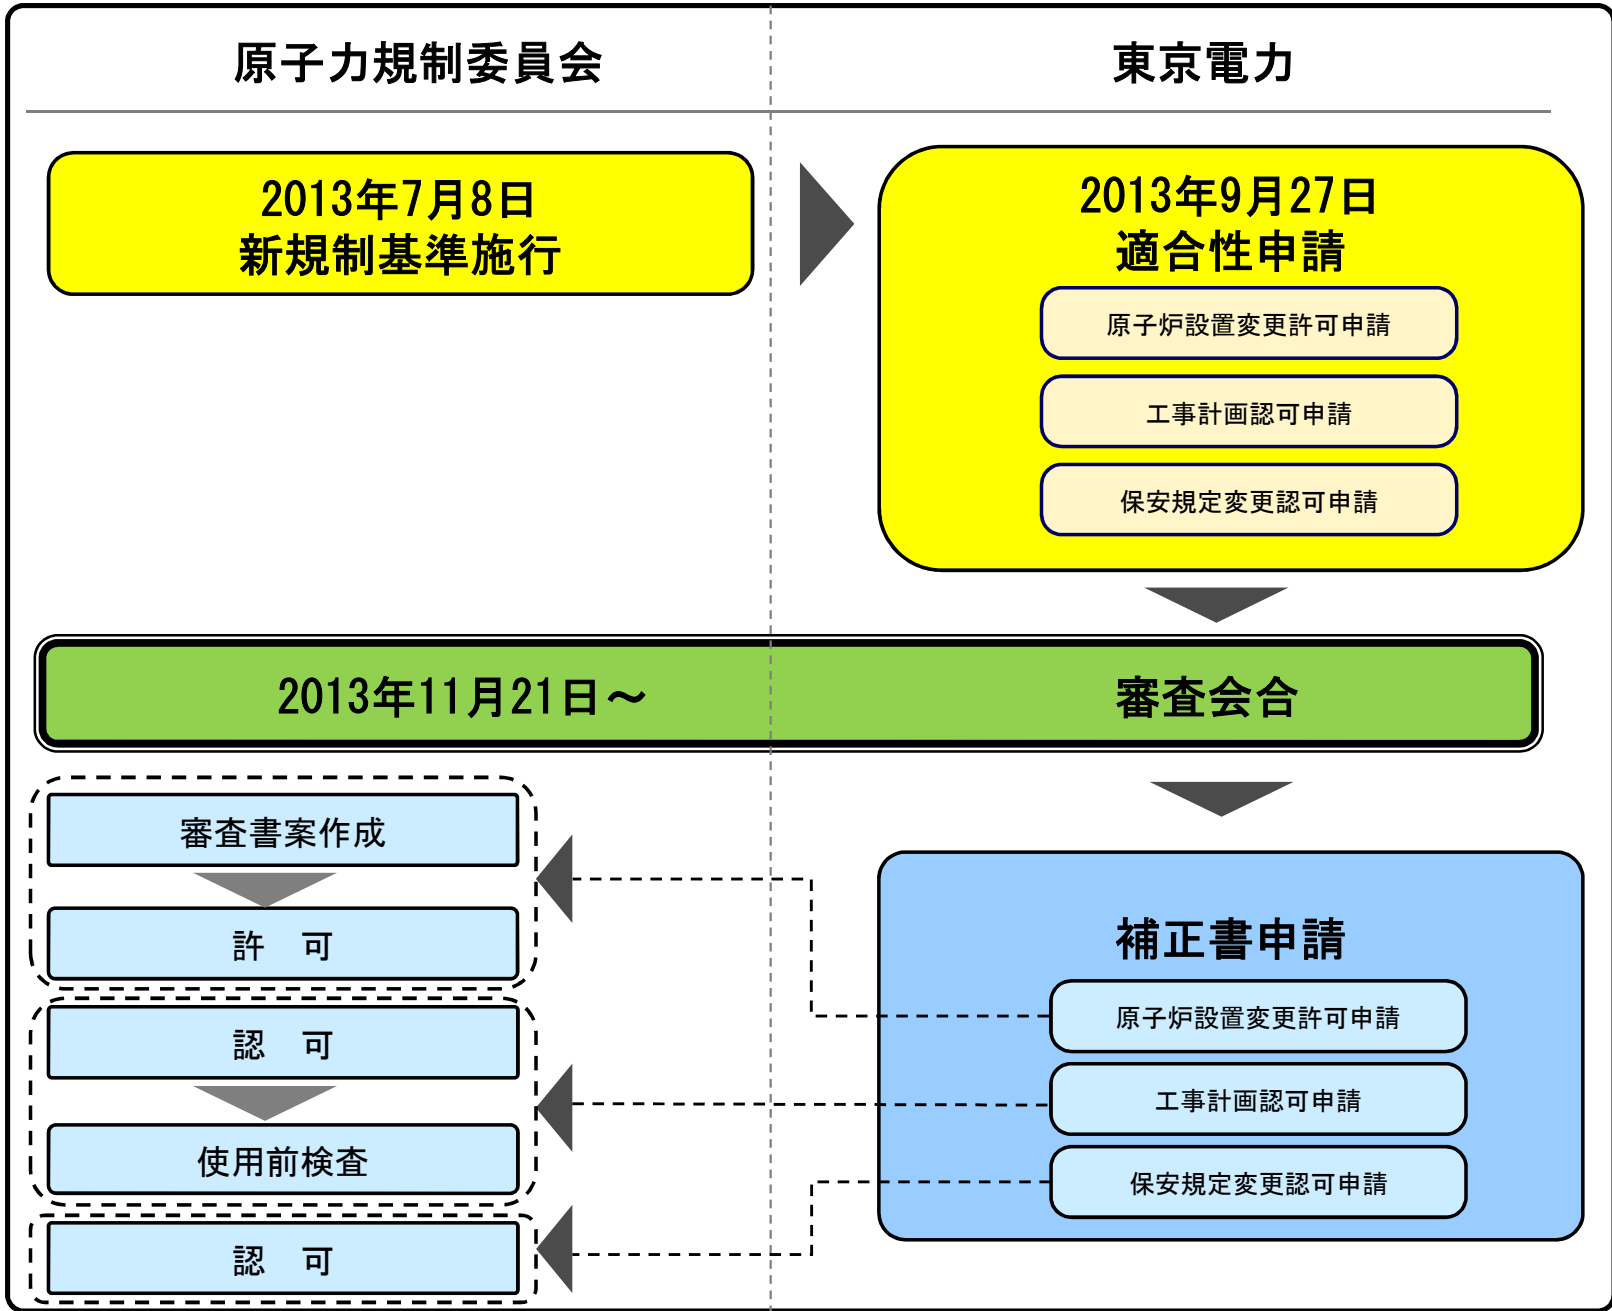 原子力規制委員会
東京電力
2013年7月8日
新規制基準施行
2013年9月27日
適合性申請
原子炉設置変更許可申請
工事計画認可申請
保安規定変更認可申請
2013年11月21日～
審査会合
審査書案作成
許　可
認　可
使用前検査
認　可
補正書申請
原子炉設置変更許可申請
工事計画認可申請
保安規定変更認可申請